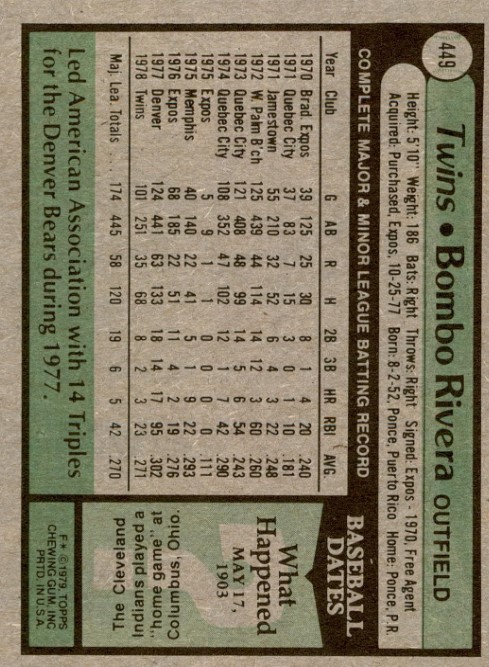 449
Twins • Bombo Rivera OUTFIELD
Height: 5'10" Weight: 186 Bats: Right Throws: Right Signed: Expos - 1970, Free Agent
Acquired: Purchased, Expos, 10-25-77 Born: 8-2-52, Ponce, Puerto Rico Home: Ponce, P.R.
COMPLETE MAJOR & MINOR LEAGUE BATTING RECORD
Year Club G AB R H 2B 3B HR RBI AVG
1970 Brad. Expos 39 125 25 30 8 1 4 20 .240
1971 Quebec City 37 83 7 15 3 0 1 10 .181
1971 Jamestown 55 210 32 52 6 4 3 22 .248
1972 W. Palm B'ch 125 439 44 114 14 12 3 60 .260
1973 Quebec City 121 408 48 99 14 5 6 54 .243
1974 Quebec City 108 352 47 102 12 1 7 42 .290
1975 Expos 5 9 1 1 0 0 0 0 .111
1975 Memphis 40 140 22 41 5 1 9 22 .293
1976 Expos 68 185 22 51 11 4 2 19 .276
1977 Denver 124 441 63 133 18 14 17 95 .302
1978 Twins 101 251 35 68 8 2 3 23 .271
Maj. Lea. Totals .... 174 445 58 120 19 6 5 42 .270
Led American Association with 14 Triples
for the Denver Bears during 1977.
BASEBALL
DATES
What
Happened
MAY 17,
1903
The Cleveland
Indians played a
"home game" at
Columbus, Ohio.
F* © 1979 TOPPS
CHEWING GUM, INC.
PRTD. IN U.S.A.